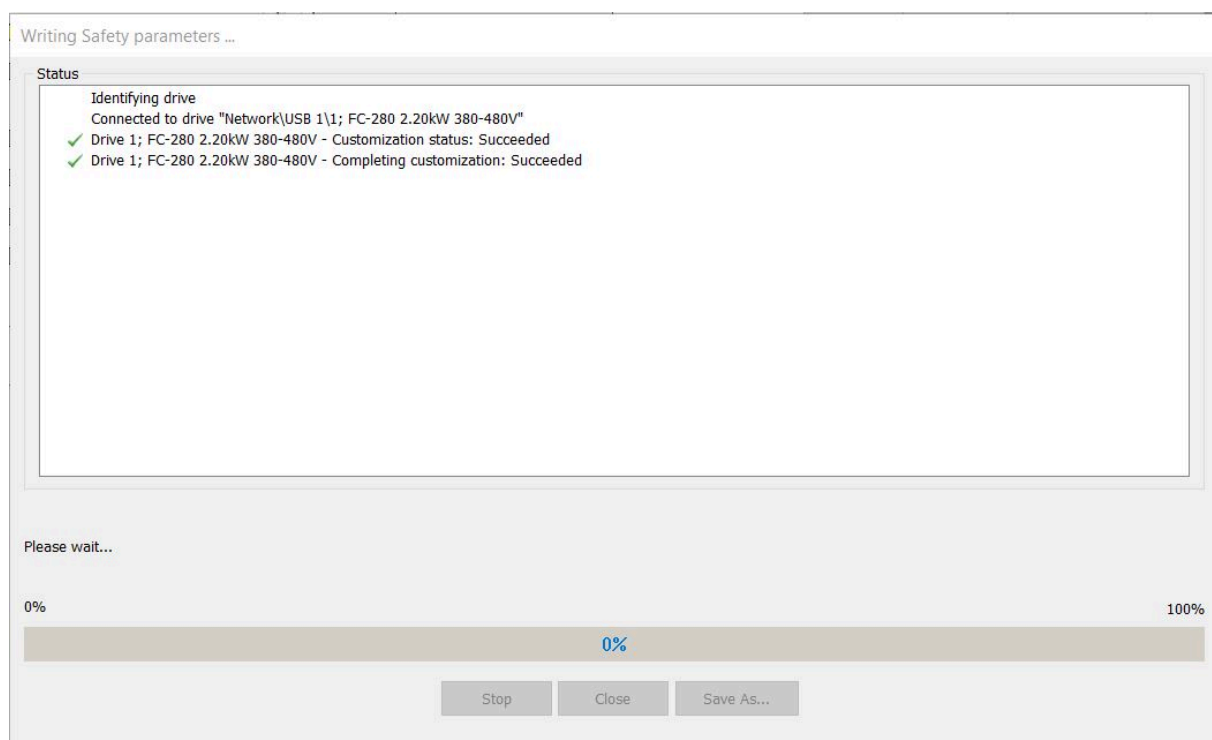 Writing Safety parameters ...
Status
Identifying drive
Connected to drive "Network\USB 1\1; FC-280 2.20kW 380-480V"
Drive 1; FC-280 2.20kW 380-480V - Customization status: Succeeded
Drive 1; FC-280 2.20kW 380-480V - Completing customization: Succeeded
Please wait...
0% 100%
0%
Stop Close Save As...